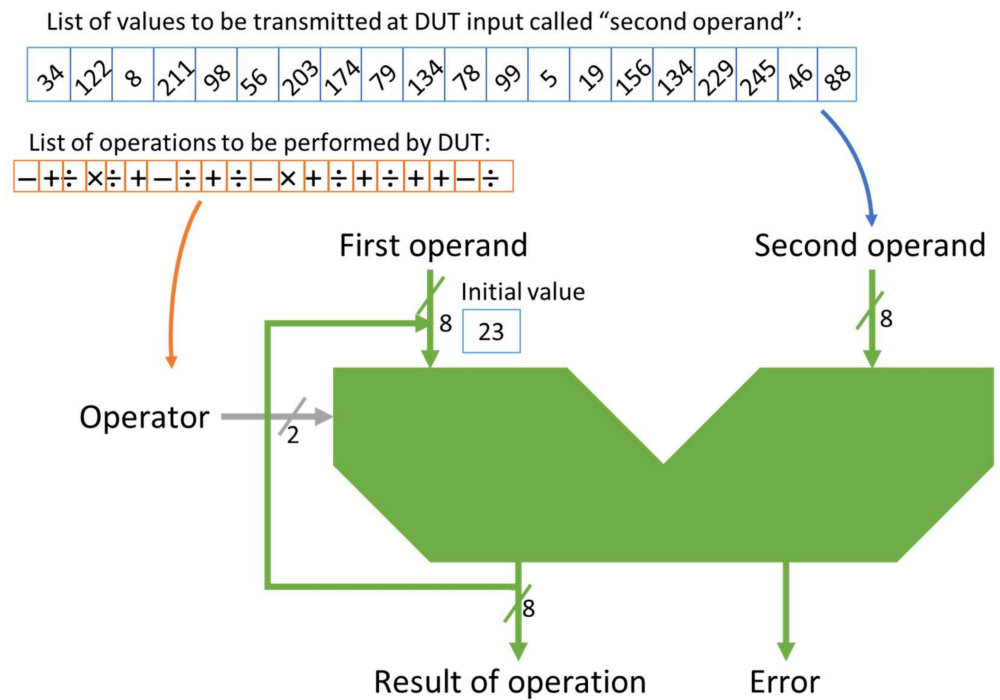 List of values to be transmitted at DUT input called “second operand”:
34 122 8 211 98 56 203 174 79 134 78 99 5 19 156 134 229 245 46 88
List of operations to be performed by DUT:
− + ÷ × ÷ + − ÷ + ÷ − × + ÷ + ÷ + + − ÷
First operand
Second operand
Initial value
8
23
8
Operator
2
8
Result of operation
Error